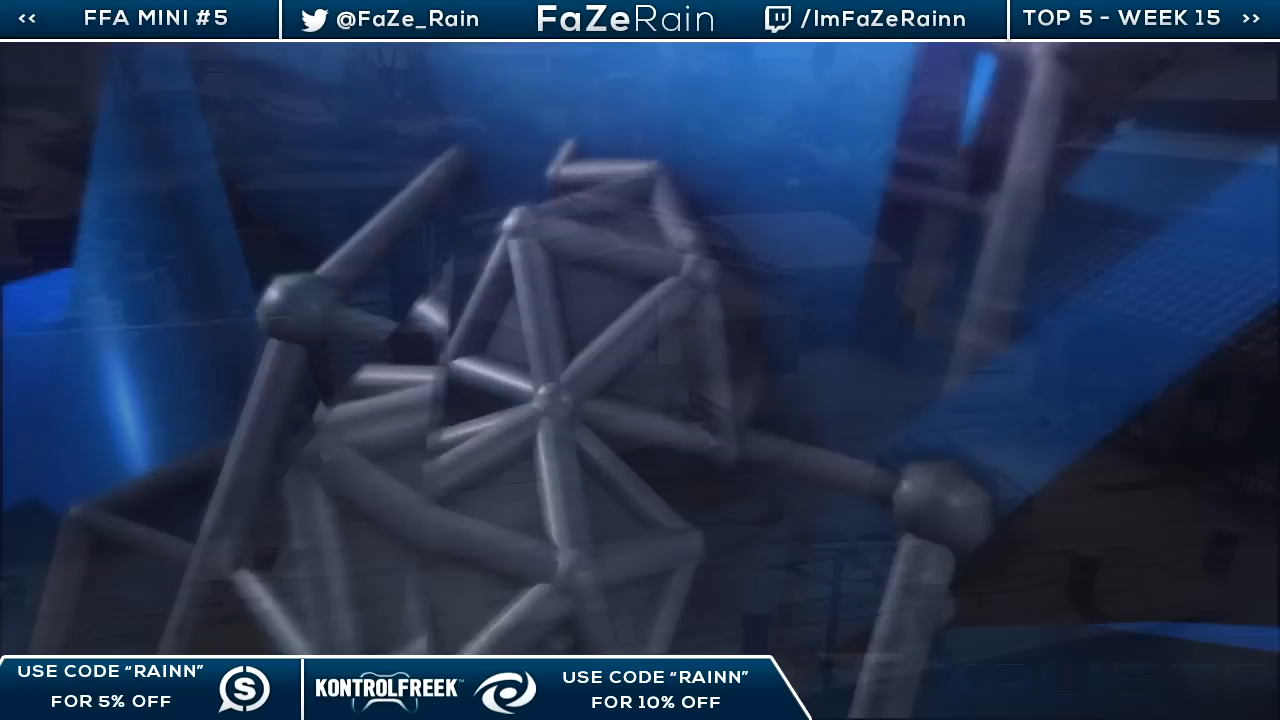 << FFA MINI #5
@FaZe_Rain
FaZeRain
/ImFaZeRainn
TOP 5 - WEEK 15 >>
USE CODE “RAINN”
FOR 5% OFF
S
KONTROLFREEK™
USE CODE “RAINN”
FOR 10% OFF